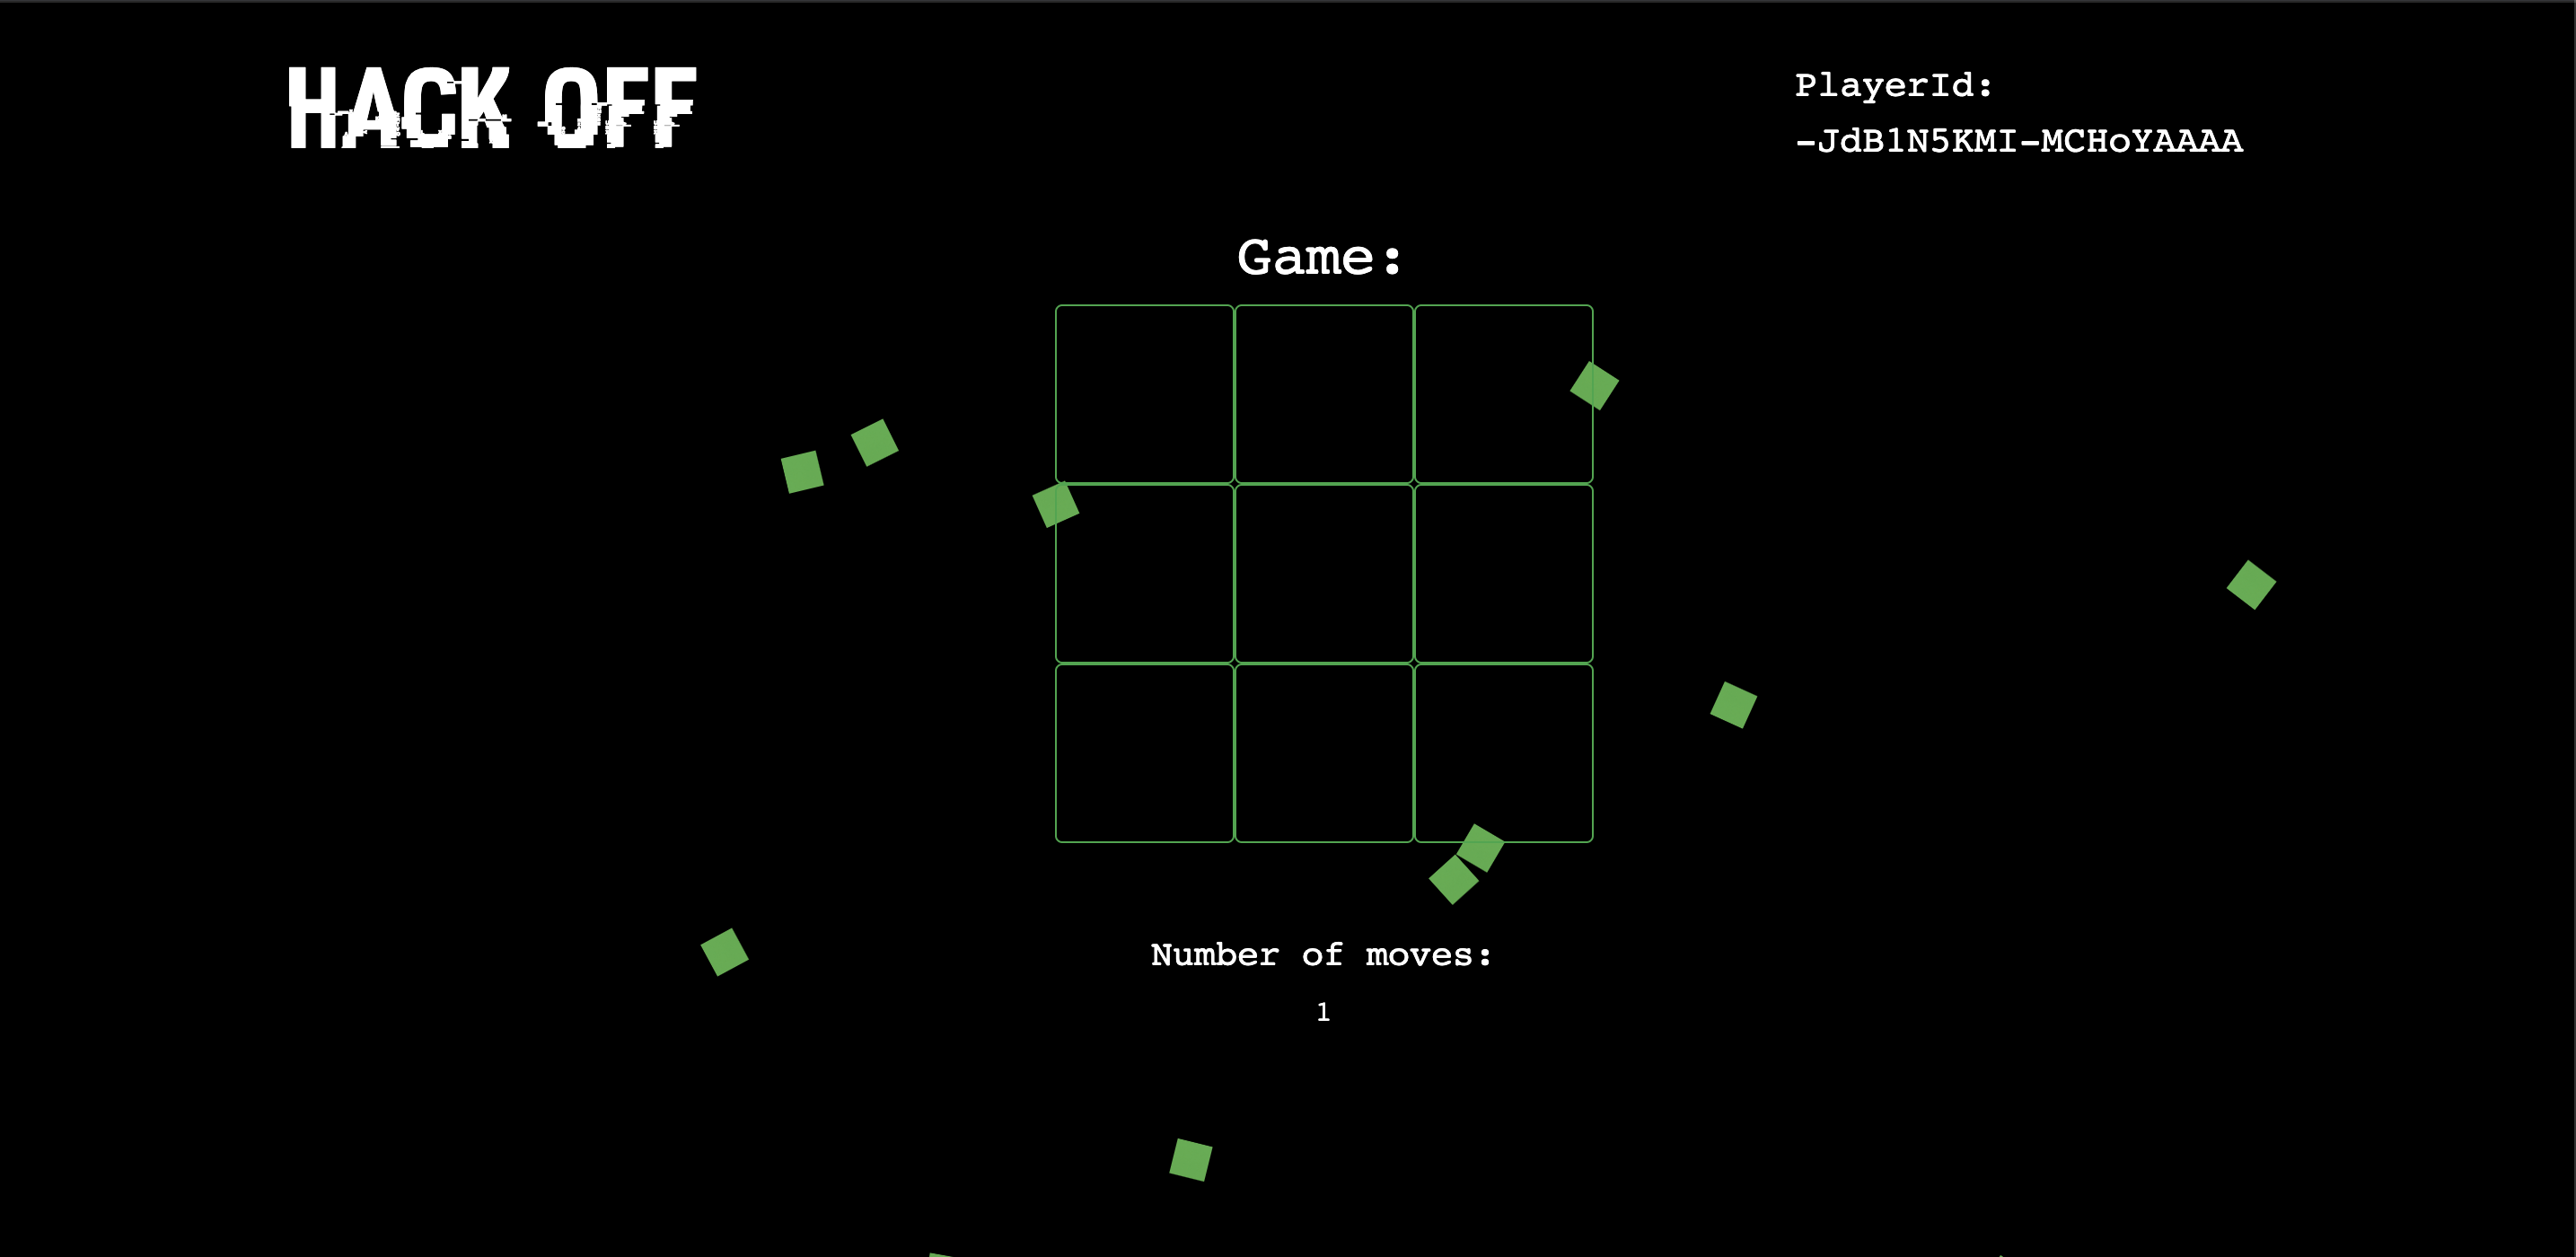 HACK OFF
PlayerId:
-JdB1N5KMI-MCHoYAAAA
Game:
Number of moves:
1